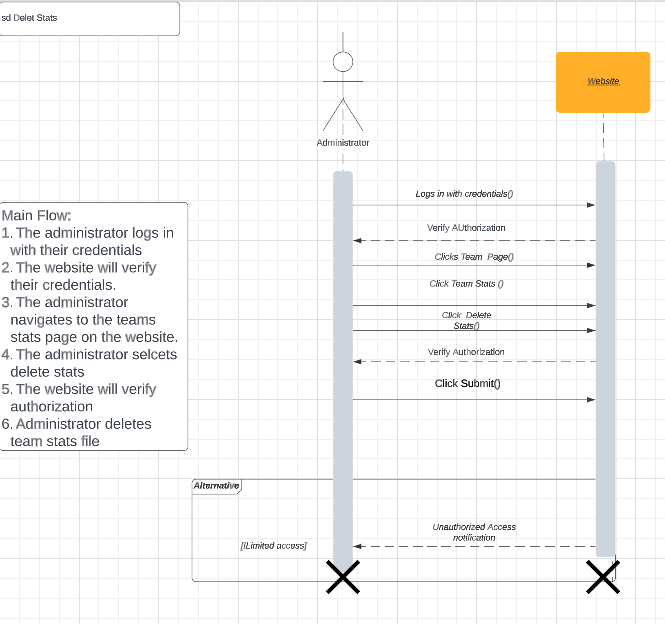 sd Delet Stats
Website
Administrator
Logs in with credentials()
Verify AUthorization
Clicks Team Page()
Click Team Stats ()
Click Delete
Stats()
Verify Authorization
Click Submit()
Main Flow:
1. The administrator logs in
with their credentials
2. The website will verify
their credentials.
3. The administrator
navigates to the teams
stats page on the website.
4. The administrator selcets
delete stats
5. The website will verify
authorization
6. Administrator deletes
team stats file
Alternative
Unauthorized Access
notification
[lLimited access]